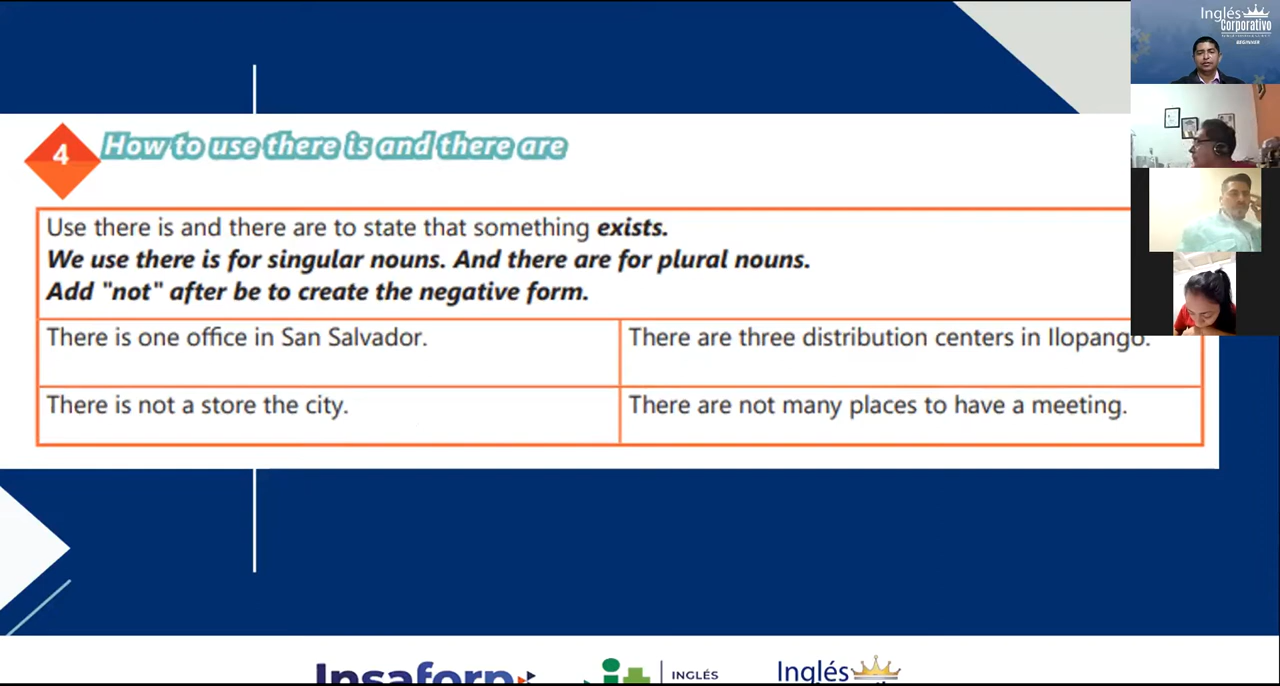 4
How to use there is and there are
Use there is and there are to state that something exists.
We use there is for singular nouns. And there are for plural nouns.
Add "not" after be to create the negative form.
There is one office in San Salvador.
There are three distribution centers in Ilopango.
There is not a store the city.
There are not many places to have a meeting.
Inglés
Corporativo
BEGINNER
Insaforp
INGLÉS
Inglés